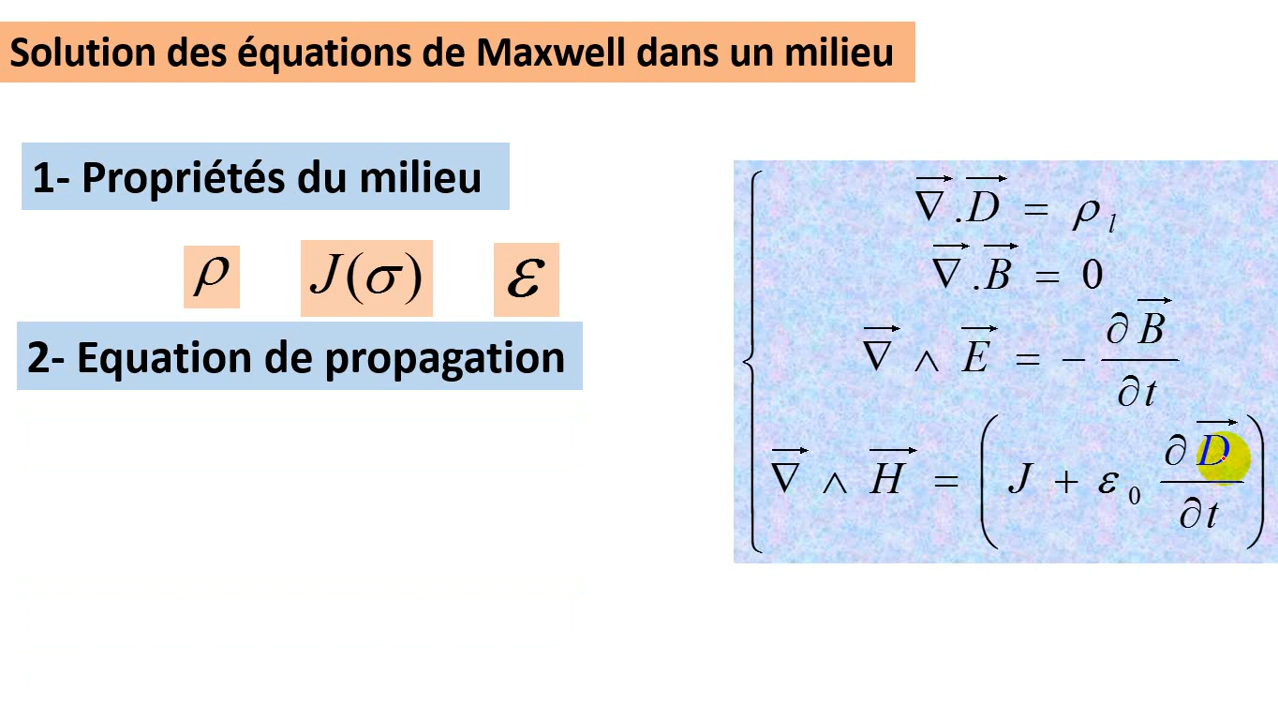 Solution des équations de Maxwell dans un milieu
1- Propriétés du milieu
ρ J(σ) ε
2- Equation de propagation
∇⃗ . D⃗ = ρ_l
∇⃗ . B⃗ = 0
∇⃗ ∧ E⃗ = − ∂B⃗ / ∂t
∇⃗ ∧ H⃗ = ( J + ε_0 ∂D⃗ / ∂t )